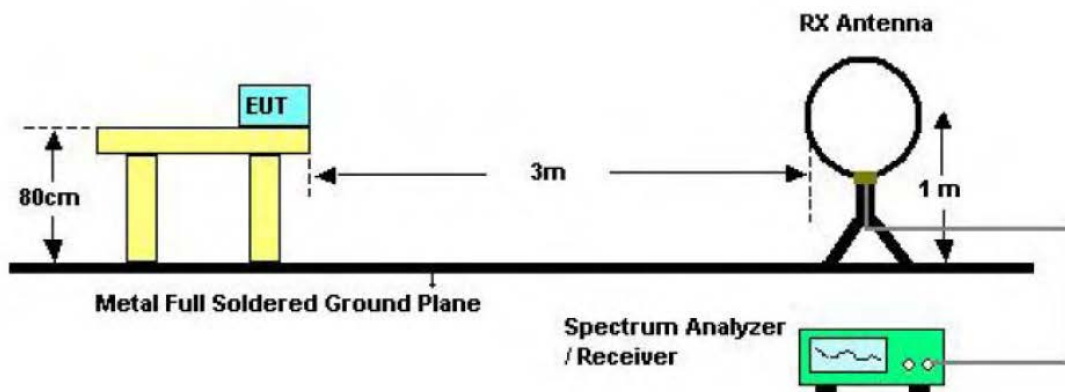 RX Antenna
EUT
3m
80cm
1 m
Metal Full Soldered Ground Plane
Spectrum Analyzer
/ Receiver